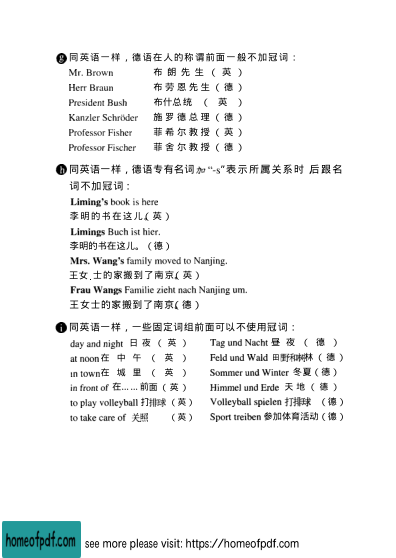 g 同英语一样，德语在人的称谓前面一般不加冠词：
Mr. Brown 布朗先生（英）
Herr Braun 布劳恩先生（德）
President Bush 布什总统（英）
Kanzler Schröder 施罗德总理（德）
Professor Fisher 菲希尔教授（英）
Professor Fischer 菲舍尔教授（德）
h 同英语一样，德语专有名词加“-s”表示所属关系时 后跟名
词不加冠词：
Liming's book is here
李明的书在这儿（英）
Limings Buch ist hier.
李明的书在这儿。（德）
Mrs. Wang's family moved to Nanjing.
王女士的家搬到了南京（英）
Frau Wangs Familie zieht nach Nanjing um.
王女士的家搬到了南京（德）
i 同英语一样，一些固定词组前面可以不使用冠词：
day and night 日夜（英） Tag und Nacht 昼夜（德）
at noon 在中午（英） Feld und Wald 田野和树林（德）
in town 在城里（英） Sommer und Winter 冬夏（德）
in front of 在……前面（英） Himmel und Erde 天地（德）
to play volleyball 打排球（英） Volleyball spielen 打排球（德）
to take care of 关照（英） Sport treiben 参加体育活动（德）
homeofpdf.com see more please visit: https://homeofpdf.com